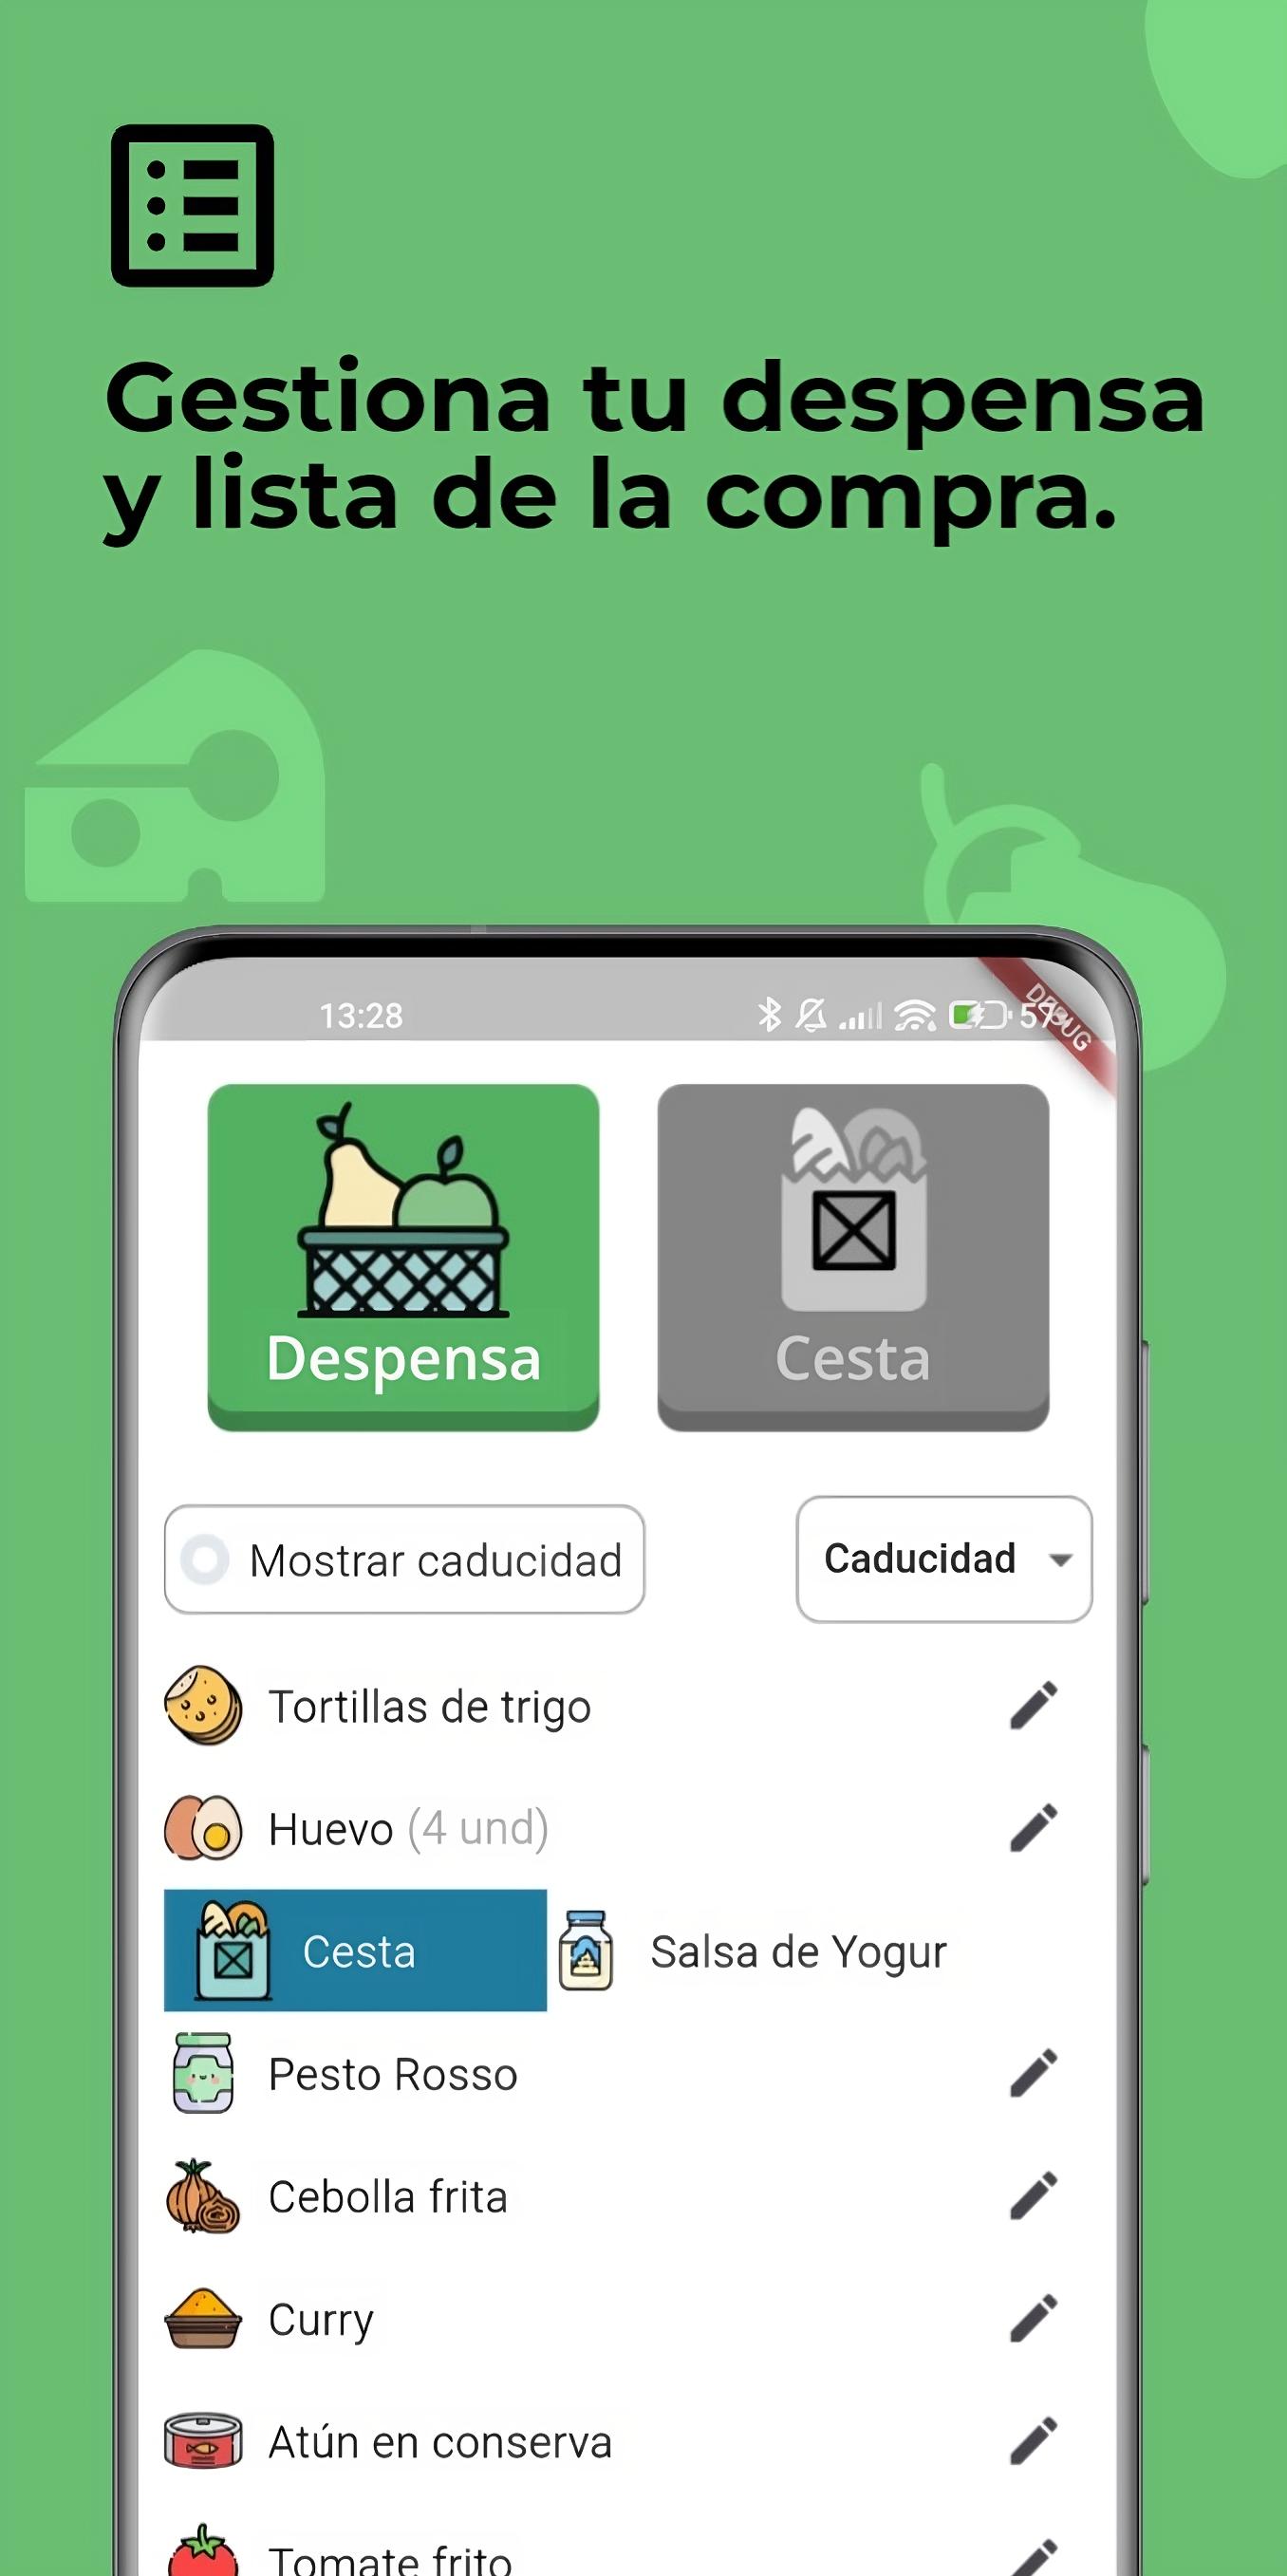 Gestiona tu despensa
y lista de la compra.
13:28
DEBUG
Despensa
Cesta
Mostrar caducidad
Caducidad
Tortillas de trigo
Huevo (4 und)
Cesta
Salsa de Yogur
Pesto Rosso
Cebolla frita
Curry
Atún en conserva
Tomate frito